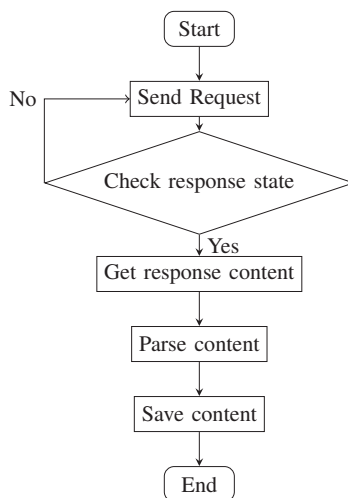 Start
No
Send Request
Check response state
Yes
Get response content
Parse content
Save content
End